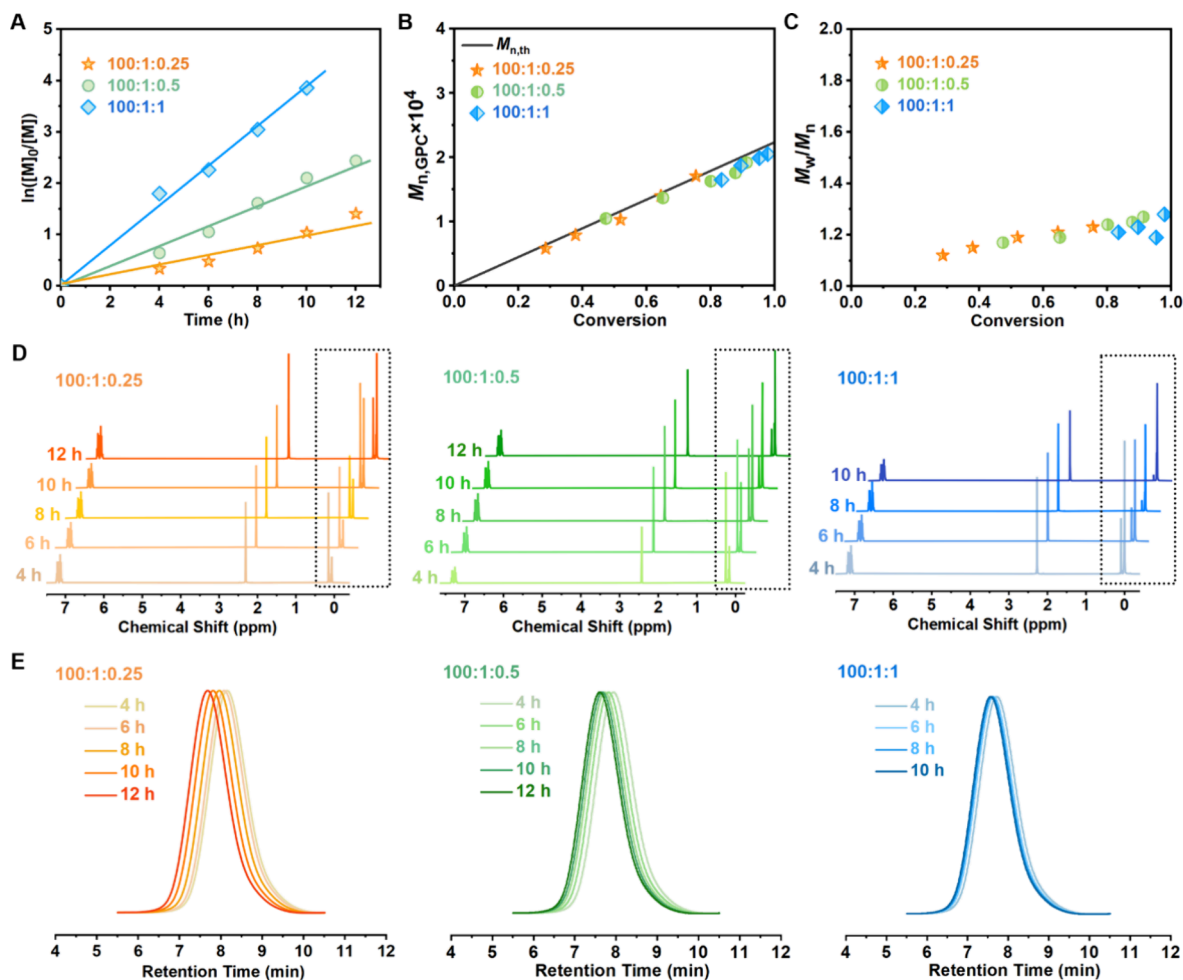 A
ln([M]0/[M])
5
4
3
2
1
0
100:1:0.25
100:1:0.5
100:1:1
0 2 4 6 8 10 12
Time (h)
B
Mn,GPC×10⁴
4
3
2
1
0
Mn,th
100:1:0.25
100:1:0.5
100:1:1
0.0 0.2 0.4 0.6 0.8 1.0
Conversion
C
Mw/Mn
2.0
1.8
1.6
1.4
1.2
1.0
100:1:0.25
100:1:0.5
100:1:1
0.0 0.2 0.4 0.6 0.8 1.0
Conversion
D
100:1:0.25
12 h
10 h
8 h
6 h
4 h
7 6 5 4 3 2 1 0
Chemical Shift (ppm)
100:1:0.5
12 h
10 h
8 h
6 h
4 h
7 6 5 4 3 2 1 0
Chemical Shift (ppm)
100:1:1
10 h
8 h
6 h
4 h
7 6 5 4 3 2 1 0
Chemical Shift (ppm)
E
100:1:0.25
4 h
6 h
8 h
10 h
12 h
4 5 6 7 8 9 10 11 12
Retention Time (min)
100:1:0.5
4 h
6 h
8 h
10 h
12 h
4 5 6 7 8 9 10 11 12
Retention Time (min)
100:1:1
4 h
6 h
8 h
10 h
4 5 6 7 8 9 10 11 12
Retention Time (min)